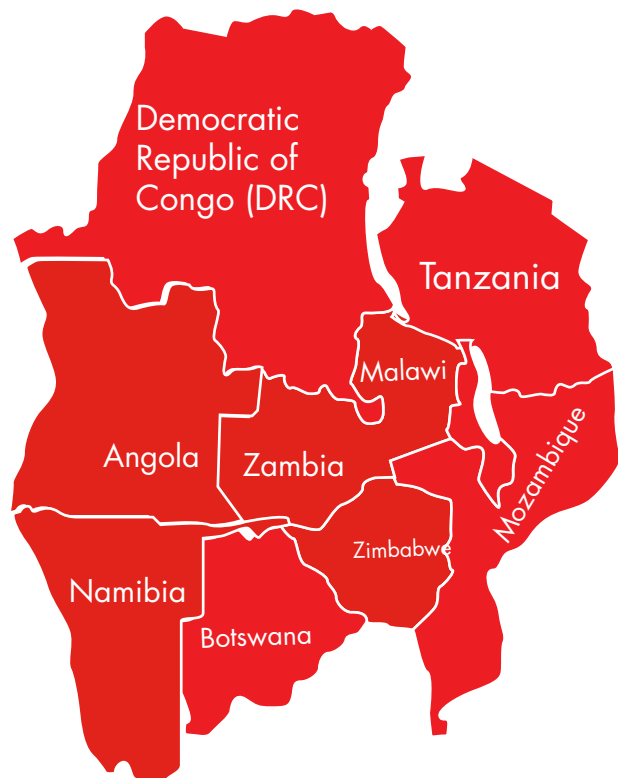 Democratic
Republic of
Congo (DRC)
Tanzania
Malawi
Angola
Zambia
Mozambique
Zimbabwe
Namibia
Botswana